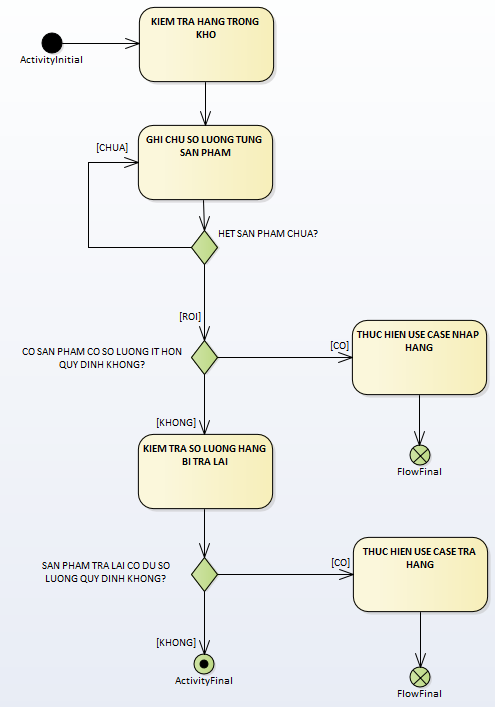 KIEM TRA HANG TRONG
KHO
ActivityInitial
[CHUA]
GHI CHU SO LUONG TUNG
SAN PHAM
HET SAN PHAM CHUA?
[ROI]
CO SAN PHAM CO SO LUONG IT HON
QUY DINH KHONG?
[CO]
THUC HIEN USE CASE NHAP
HANG
[KHONG]
KIEM TRA SO LUONG HANG
BI TRA LAI
FlowFinal
SAN PHAM TRA LAI CO DU SO
LUONG QUY DINH KHONG?
[CO]
THUC HIEN USE CASE TRA
HANG
[KHONG]
ActivityFinal
FlowFinal